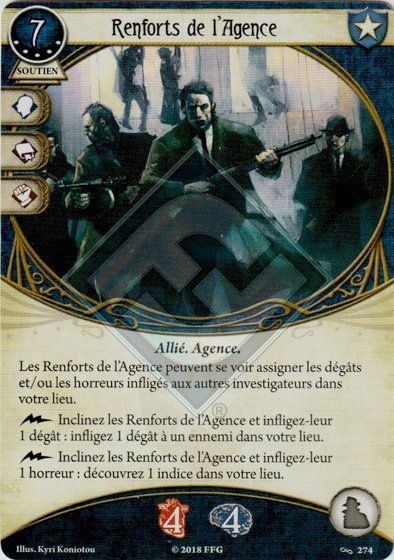 Renforts de l'Agence
7
SOUTIEN
Allié. Agence.
Les Renforts de l'Agence peuvent se voir assigner les dégâts
et/ou les horreurs infligés aux autres investigateurs dans
votre lieu.
Inclinez les Renforts de l'Agence et infligez-leur
1 dégât : infligez 1 dégât à un ennemi dans votre lieu.
Inclinez les Renforts de l'Agence et infligez-leur
1 horreur : découvrez 1 indice dans votre lieu.
4 4
Illus. Kyri Koniotou
© 2018 FFG
274